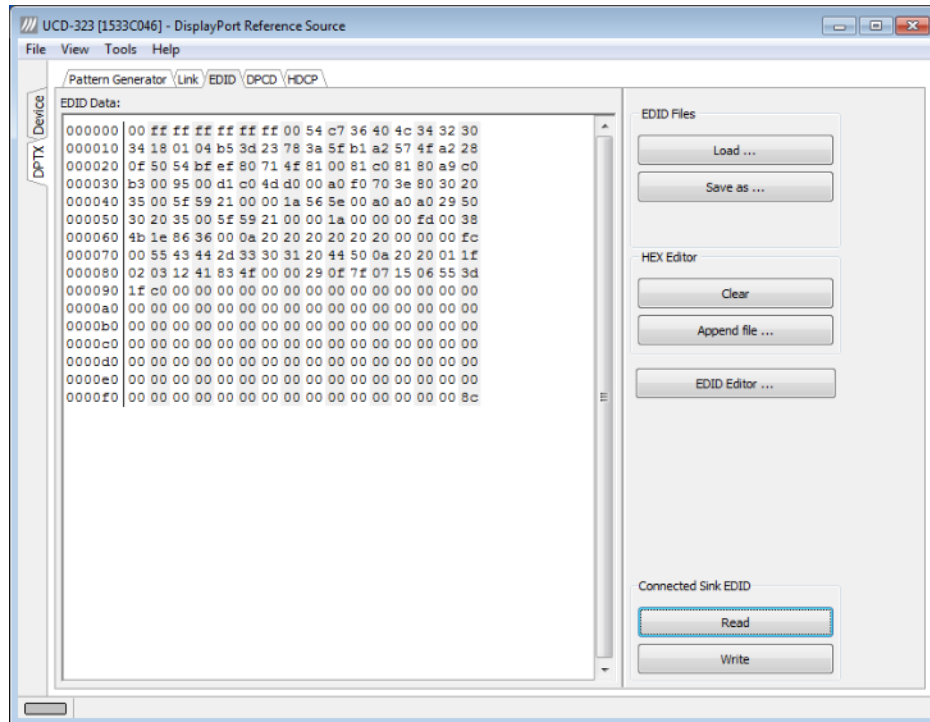 UCD-323 [1533C046] - DisplayPort Reference Source
File View Tools Help
Pattern Generator Link EDID DPCD HDCP
Device
DPTX
EDID Data:
000000 00 ff ff ff ff ff ff 00 54 c7 36 40 4c 34 32 30
000010 34 18 01 04 b5 3d 23 78 3a 5f b1 a2 57 4f a2 28
000020 0f 50 54 bf ef 80 71 4f 81 00 81 c0 81 80 a9 c0
000030 b3 00 95 00 d1 c0 4d d0 00 a0 f0 70 3e 80 30 20
000040 35 00 5f 59 21 00 00 1a 56 5e 00 a0 a0 a0 29 50
000050 30 20 35 00 5f 59 21 00 00 1a 00 00 00 fd 00 38
000060 4b 1e 86 36 00 0a 20 20 20 20 20 20 00 00 00 fc
000070 00 55 43 44 2d 33 30 31 20 44 50 0a 20 20 01 1f
000080 02 03 12 41 83 4f 00 00 29 0f 7f 07 15 06 55 3d
000090 1f c0 00 00 00 00 00 00 00 00 00 00 00 00 00 00
0000a0 00 00 00 00 00 00 00 00 00 00 00 00 00 00 00 00
0000b0 00 00 00 00 00 00 00 00 00 00 00 00 00 00 00 00
0000c0 00 00 00 00 00 00 00 00 00 00 00 00 00 00 00 00
0000d0 00 00 00 00 00 00 00 00 00 00 00 00 00 00 00 00
0000e0 00 00 00 00 00 00 00 00 00 00 00 00 00 00 00 00
0000f0 00 00 00 00 00 00 00 00 00 00 00 00 00 00 00 8c
EDID Files
Load ...
Save as ...
HEX Editor
Clear
Append file ...
EDID Editor ...
Connected Sink EDID
Read
Write